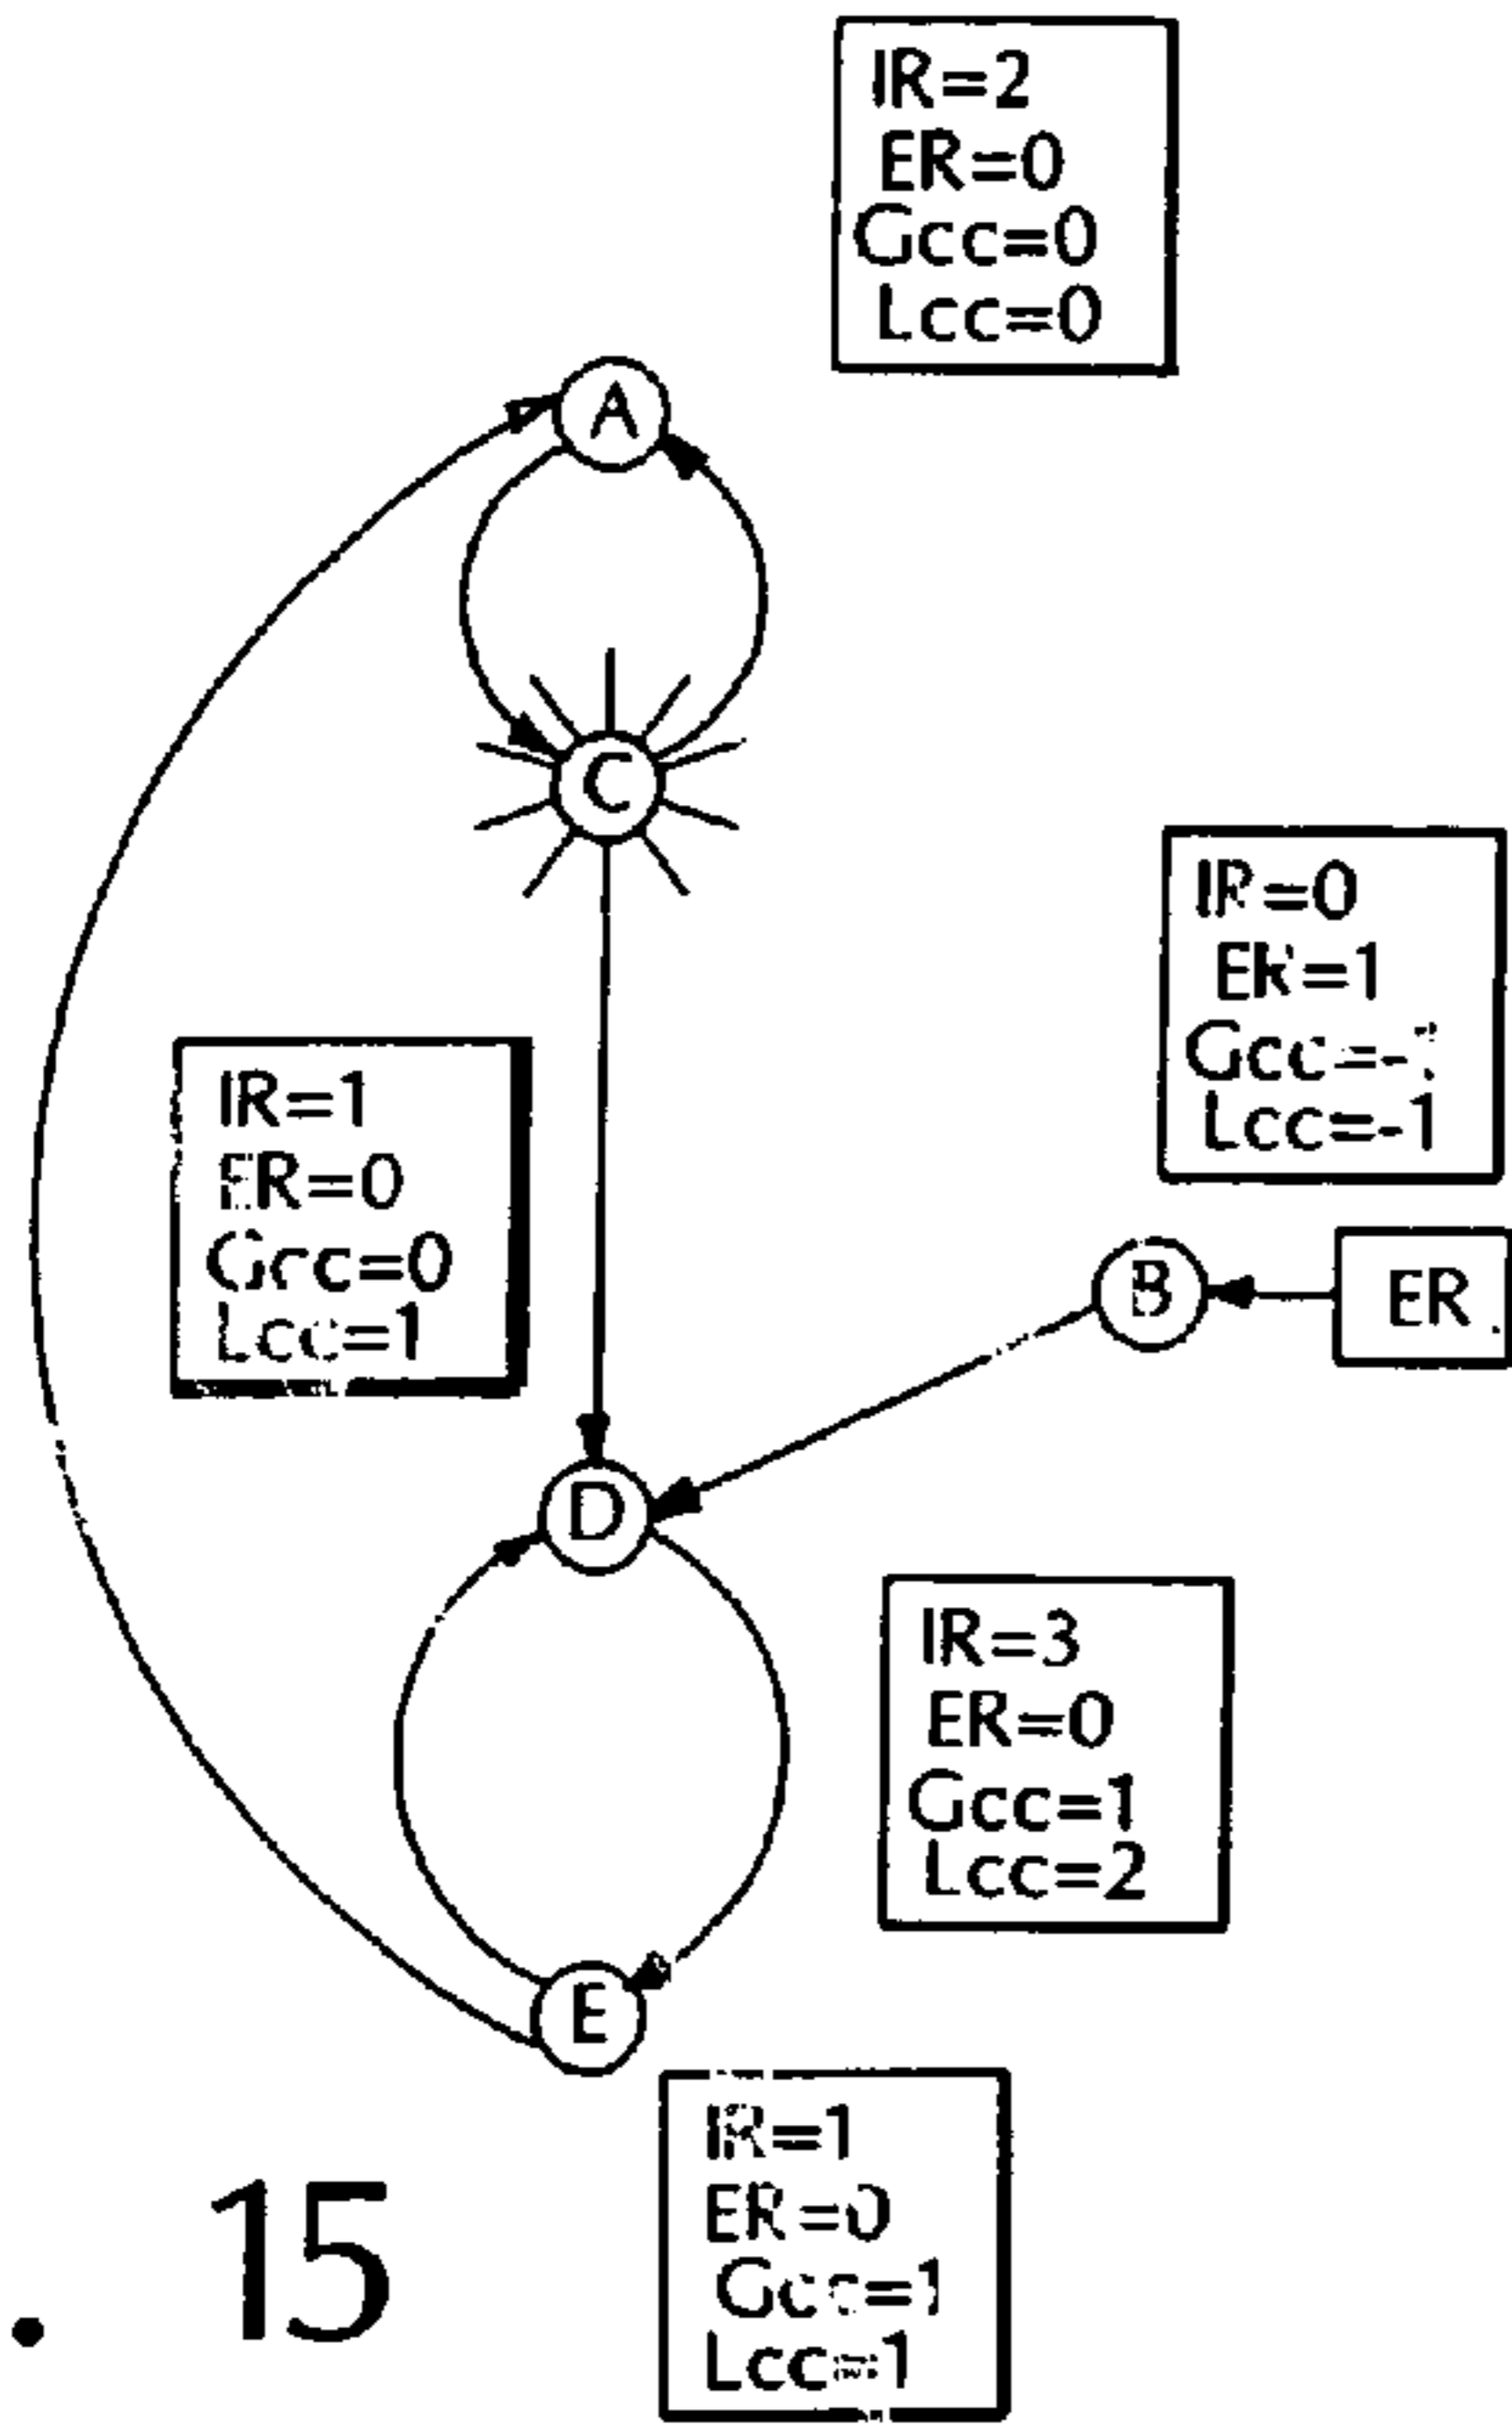 IR=2
ER=0
Gcc=0
Lcc=0
A
C
IR=0
ER=1
Lcc=-1
IR=1
ER=0
Gcc=0
Lcc=1
B
ER
D
IR=3
ER=0
Gcc=1
Lcc=2
E
IR=1
ER=0
Gcc=1
Lcc=1
. 15